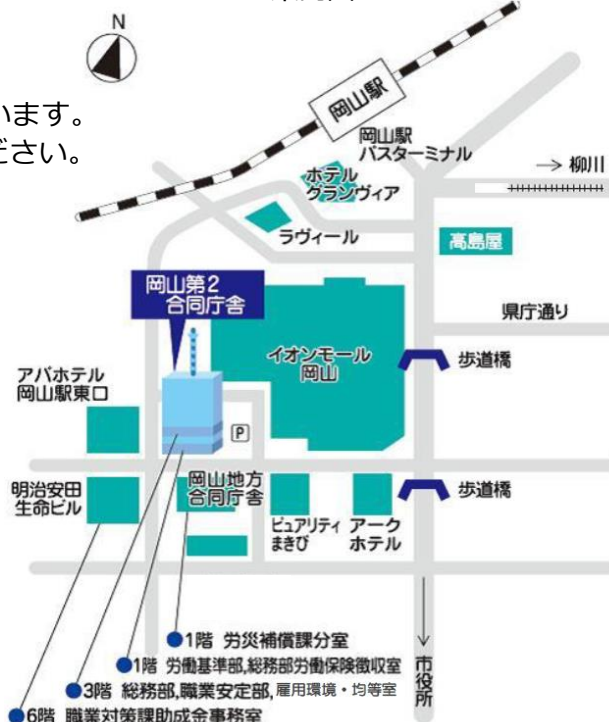 N
います。
ださい。
岡山駅
岡山駅
バスターミナル
→ 柳川
ホテル
グランヴィア
ラヴィール
高島屋
岡山第2
合同庁舎
県庁通り
イオンモール
岡山
歩道橋
アパホテル
岡山駅東口
P
明治安田
生命ビル
岡山地方
合同庁舎
歩道橋
ピュアリティ
まきび
アーク
ホテル
●1階 労災補償課分室
●1階 労働基準部,総務部労働保険徴収室
●3階 総務部,職業安定部,雇用環境・均等室
●6階 職業対策課助成金事務室
市役所